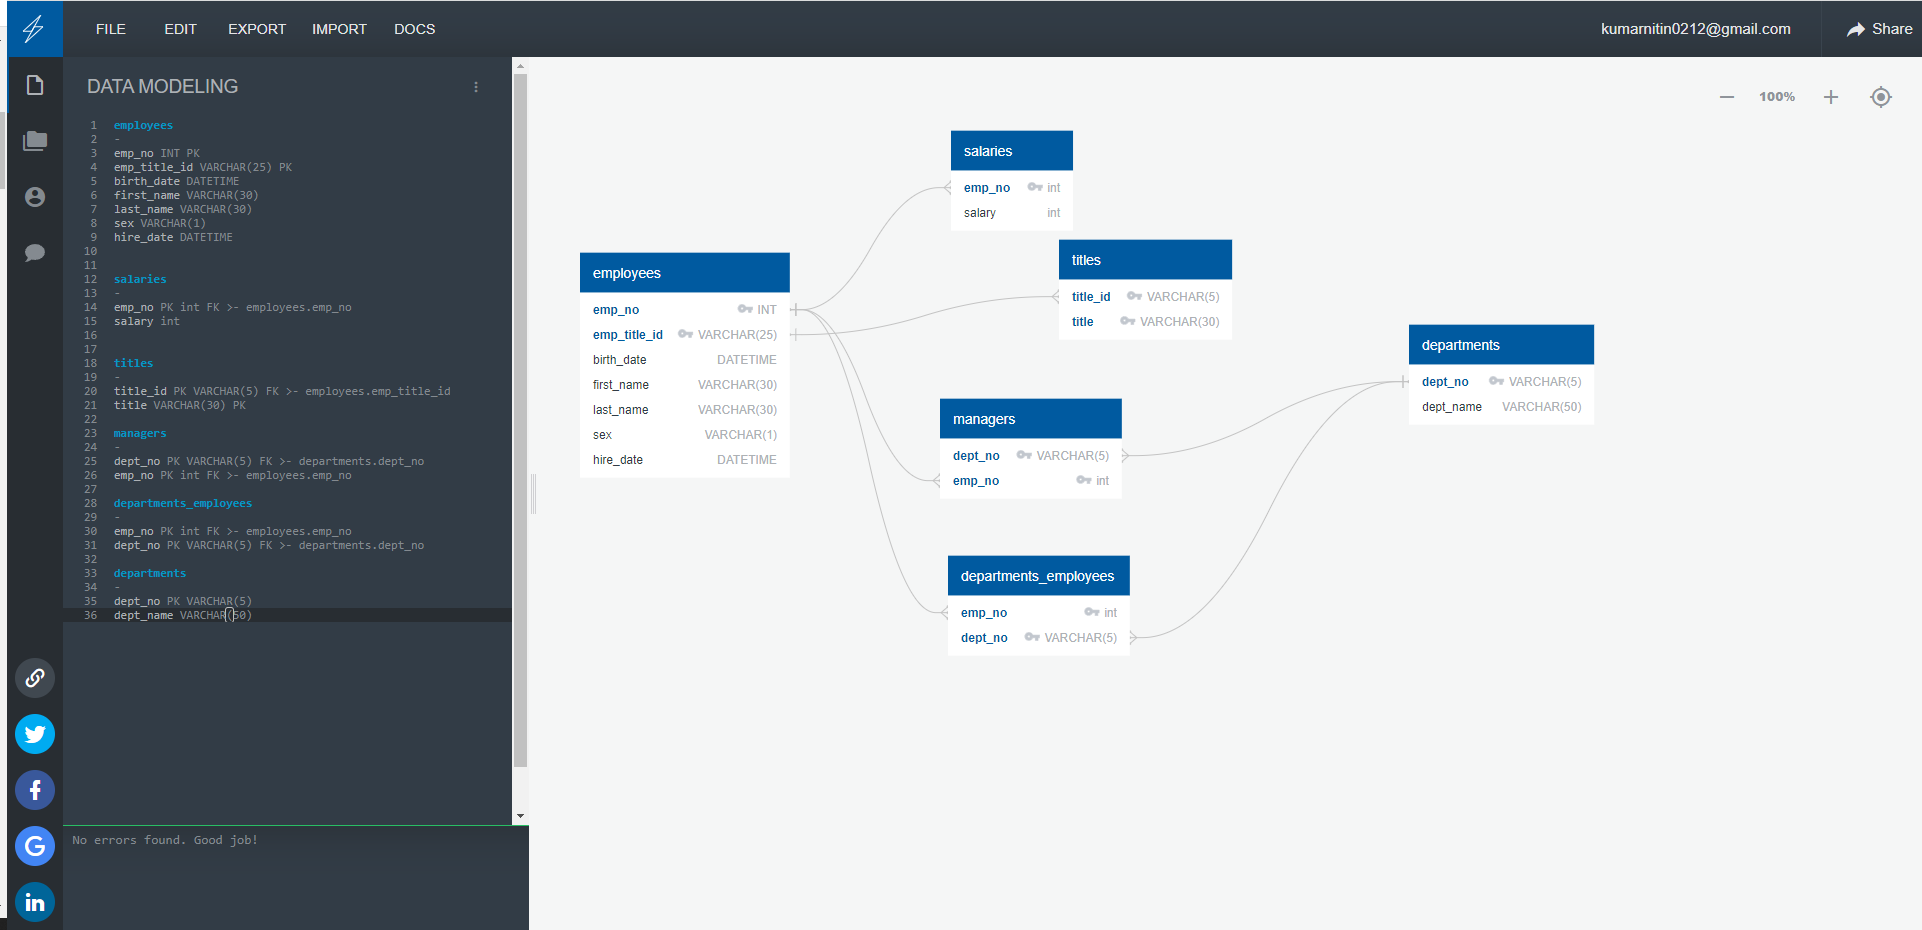 FILE EDIT EXPORT IMPORT DOCS kumarnitin0212@gmail.com Share
DATA MODELING
1 employees
2 -
3 emp_no INT PK
4 emp_title_id VARCHAR(25) PK
5 birth_date DATETIME
6 first_name VARCHAR(30)
7 last_name VARCHAR(30)
8 sex VARCHAR(1)
9 hire_date DATETIME
10
11
12 salaries
13 -
14 emp_no PK int FK >- employees.emp_no
15 salary int
16
17
18 titles
19 -
20 title_id PK VARCHAR(5) FK >- employees.emp_title_id
21 title VARCHAR(30) PK
22
23 managers
24 -
25 dept_no PK VARCHAR(5) FK >- departments.dept_no
26 emp_no PK int FK >- employees.emp_no
27
28 departments_employees
29 -
30 emp_no PK int FK >- employees.emp_no
31 dept_no PK VARCHAR(5) FK >- departments.dept_no
32
33 departments
34 -
35 dept_no PK VARCHAR(5)
36 dept_name VARCHAR(50)
No errors found. Good job!
100%
salaries
emp_no int
salary int
employees
emp_no INT
emp_title_id VARCHAR(25)
birth_date DATETIME
first_name VARCHAR(30)
last_name VARCHAR(30)
sex VARCHAR(1)
hire_date DATETIME
titles
title_id VARCHAR(5)
title VARCHAR(30)
departments
dept_no VARCHAR(5)
dept_name VARCHAR(50)
managers
dept_no VARCHAR(5)
emp_no int
departments_employees
emp_no int
dept_no VARCHAR(5)